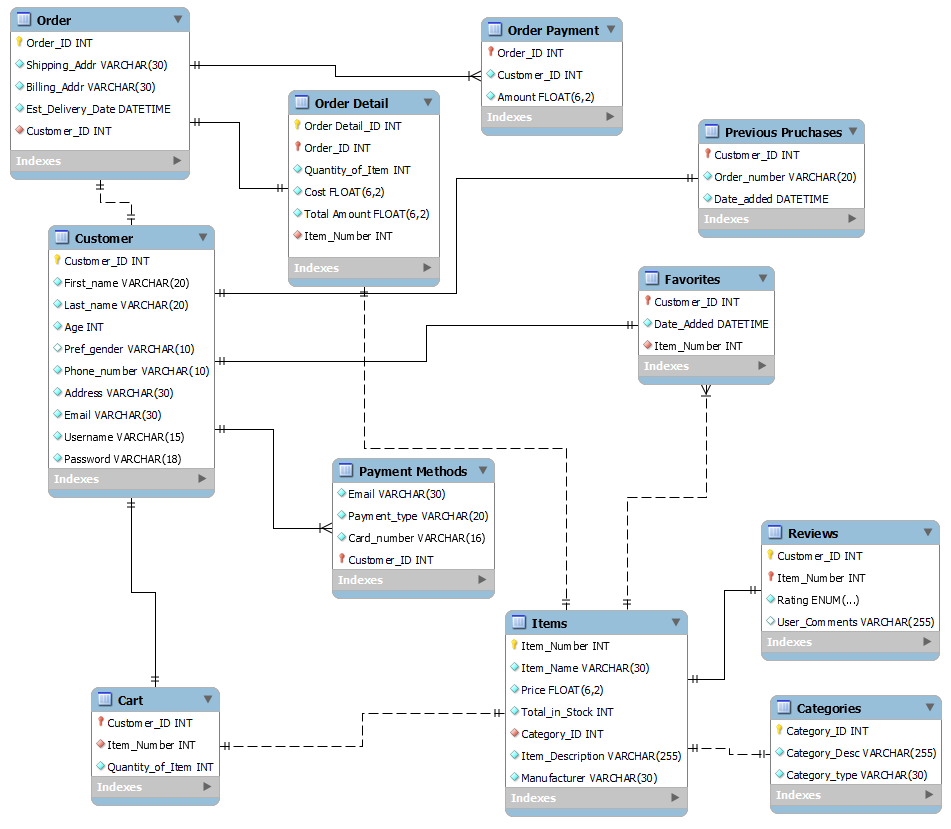 Order
Order_ID INT
Shipping_Addr VARCHAR(30)
Billing_Addr VARCHAR(30)
Est_Delivery_Date DATETIME
Customer_ID INT
Indexes
Order Payment
Order_ID INT
Customer_ID INT
Amount FLOAT(6,2)
Indexes
Order Detail
Order Detail_ID INT
Order_ID INT
Quantity_of_Item INT
Cost FLOAT(6,2)
Total Amount FLOAT(6,2)
Item_Number INT
Indexes
Previous Pruchases
Customer_ID INT
Order_number VARCHAR(20)
Date_added DATETIME
Indexes
Customer
Customer_ID INT
First_name VARCHAR(20)
Last_name VARCHAR(20)
Age INT
Pref_gender VARCHAR(10)
Phone_number VARCHAR(10)
Address VARCHAR(30)
Email VARCHAR(30)
Username VARCHAR(15)
Password VARCHAR(18)
Indexes
Favorites
Customer_ID INT
Date_Added DATETIME
Item_Number INT
Indexes
Payment Methods
Email VARCHAR(30)
Payment_type VARCHAR(20)
Card_number VARCHAR(16)
Customer_ID INT
Indexes
Reviews
Customer_ID INT
Item_Number INT
Rating ENUM(...)
User_Comments VARCHAR(255)
Indexes
Items
Item_Number INT
Item_Name VARCHAR(30)
Price FLOAT(6,2)
Total_in_Stock INT
Category_ID INT
Item_Description VARCHAR(255)
Manufacturer VARCHAR(30)
Indexes
Cart
Customer_ID INT
Item_Number INT
Quantity_of_Item INT
Indexes
Categories
Category_ID INT
Category_Desc VARCHAR(255)
Category_type VARCHAR(30)
Indexes